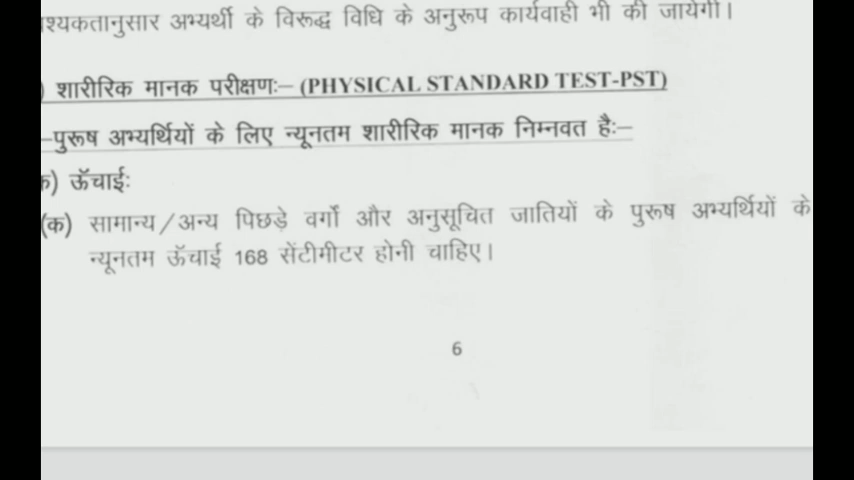 श्यकतानुसार अभ्यर्थी के विरूद्ध विधि के अनुरूप कार्यवाही भी की जायेगी।
) शारीरिक मानक परीक्षणः– (PHYSICAL STANDARD TEST-PST)
–पुरूष अभ्यर्थियों के लिए न्यूनतम शारीरिक मानक निम्नवत हैः–
क) ऊँचाईः
(क) सामान्य/अन्य पिछड़े वर्गों और अनुसूचित जातियों के पुरूष अभ्यर्थियों के
न्यूनतम ऊँचाई 168 सेंटीमीटर होनी चाहिए।
6